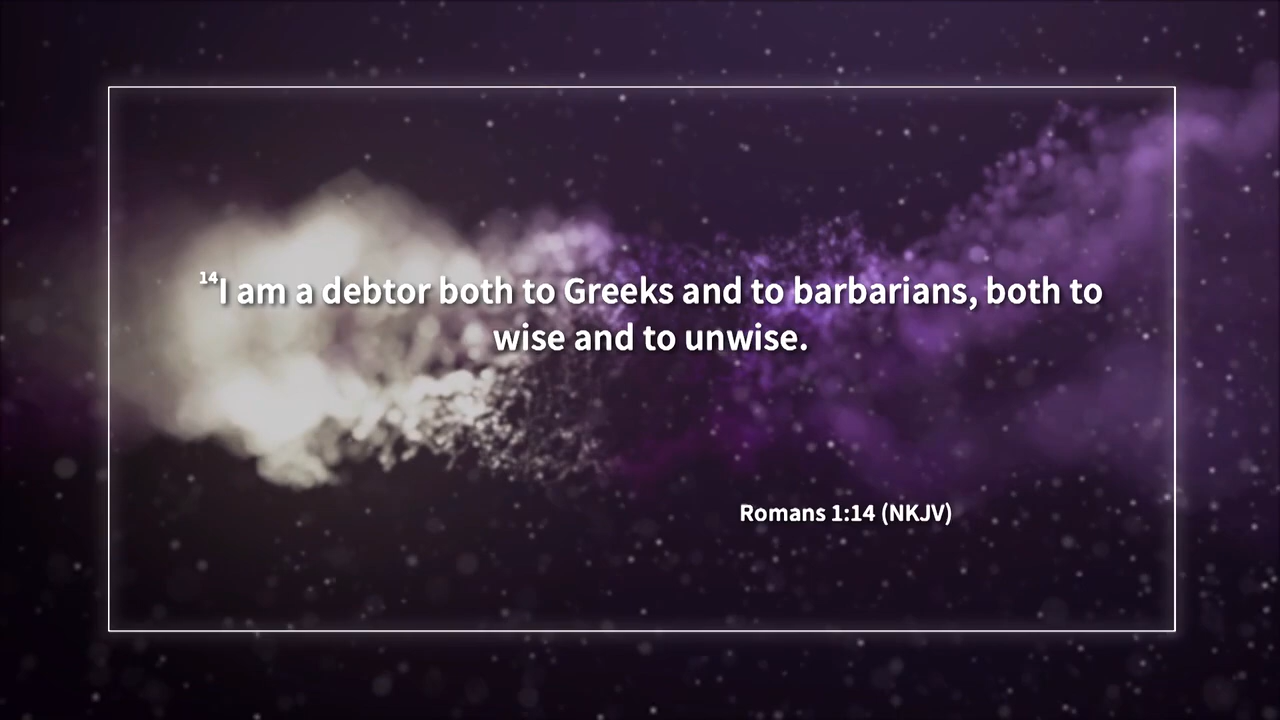 14I am a debtor both to Greeks and to barbarians, both to
wise and to unwise.
Romans 1:14 (NKJV)